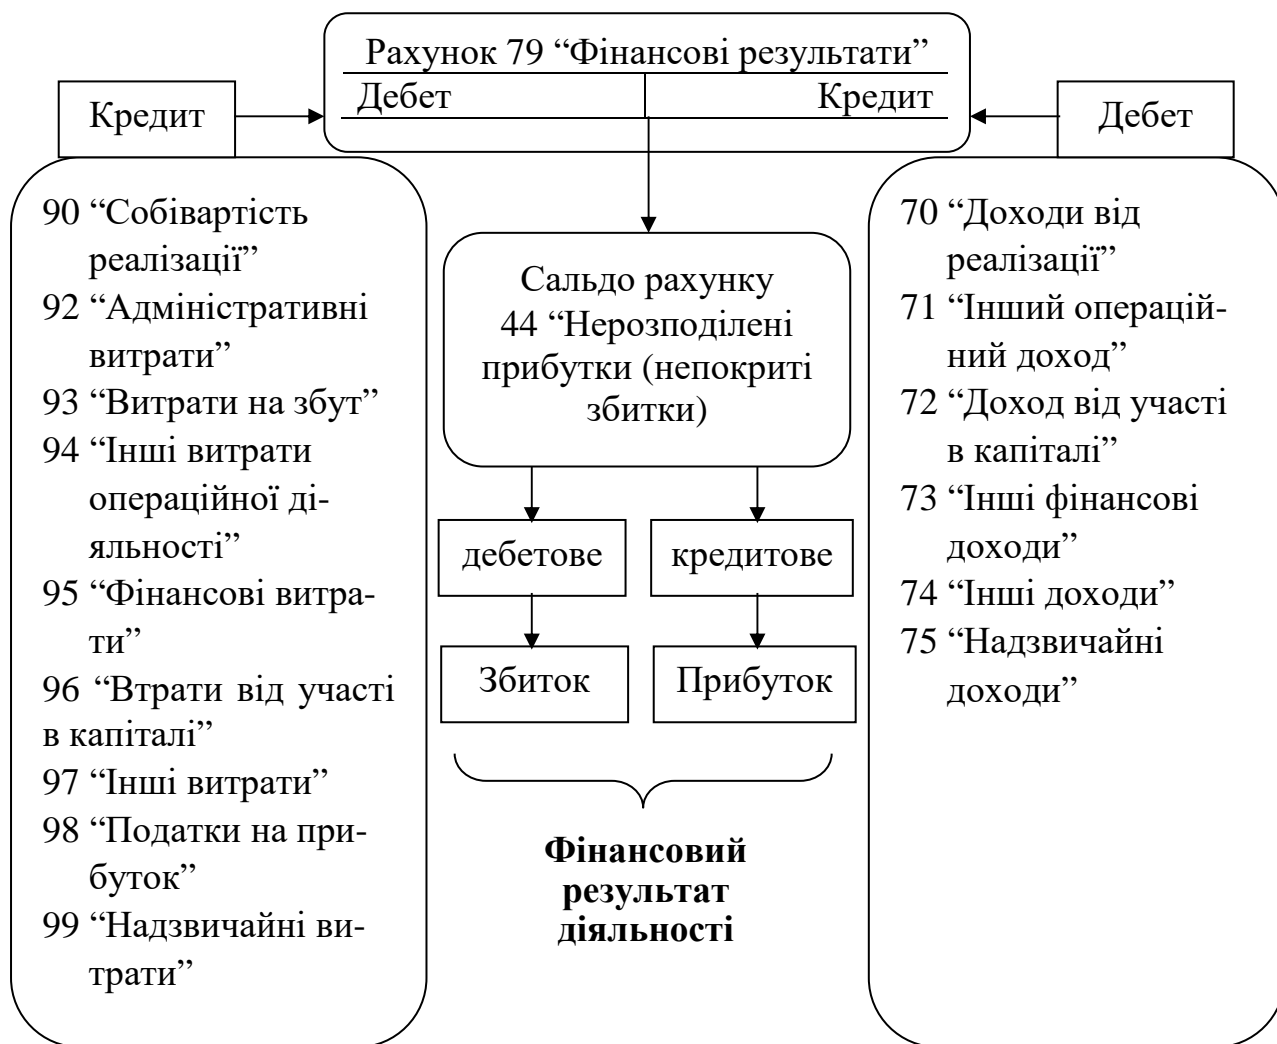 Рахунок 79 “Фінансові результати”
Дебет
Кредит
Кредит
Дебет
90 “Собівартість
реалізації”
92 “Адміністративні
витрати”
93 “Витрати на збут”
94 “Інші витрати
операційної ді-
яльності”
95 “Фінансові витра-
ти”
96 “Втрати від участі
в капіталі”
97 “Інші витрати”
98 “Податки на при-
буток”
99 “Надзвичайні ви-
трати”
Сальдо рахунку
44 “Нерозподілені
прибутки (непокриті
збитки)
дебетове
кредитове
Збиток
Прибуток
Фінансовий
результат
діяльності
70 “Доходи від
реалізації”
71 “Інший операцій-
ний доход”
72 “Доход від участі
в капіталі”
73 “Інші фінансові
доходи”
74 “Інші доходи”
75 “Надзвичайні
доходи”